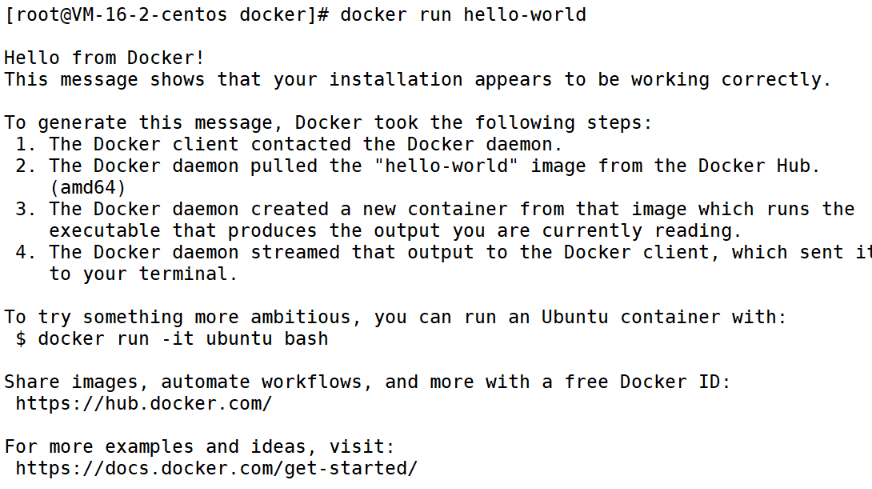 [root@VM-16-2-centos docker]# docker run hello-world
Hello from Docker!
This message shows that your installation appears to be working correctly.
To generate this message, Docker took the following steps:
1. The Docker client contacted the Docker daemon.
2. The Docker daemon pulled the "hello-world" image from the Docker Hub.
(amd64)
3. The Docker daemon created a new container from that image which runs the
executable that produces the output you are currently reading.
4. The Docker daemon streamed that output to the Docker client, which sent it
to your terminal.
To try something more ambitious, you can run an Ubuntu container with:
$ docker run -it ubuntu bash
Share images, automate workflows, and more with a free Docker ID:
https://hub.docker.com/
For more examples and ideas, visit:
https://docs.docker.com/get-started/